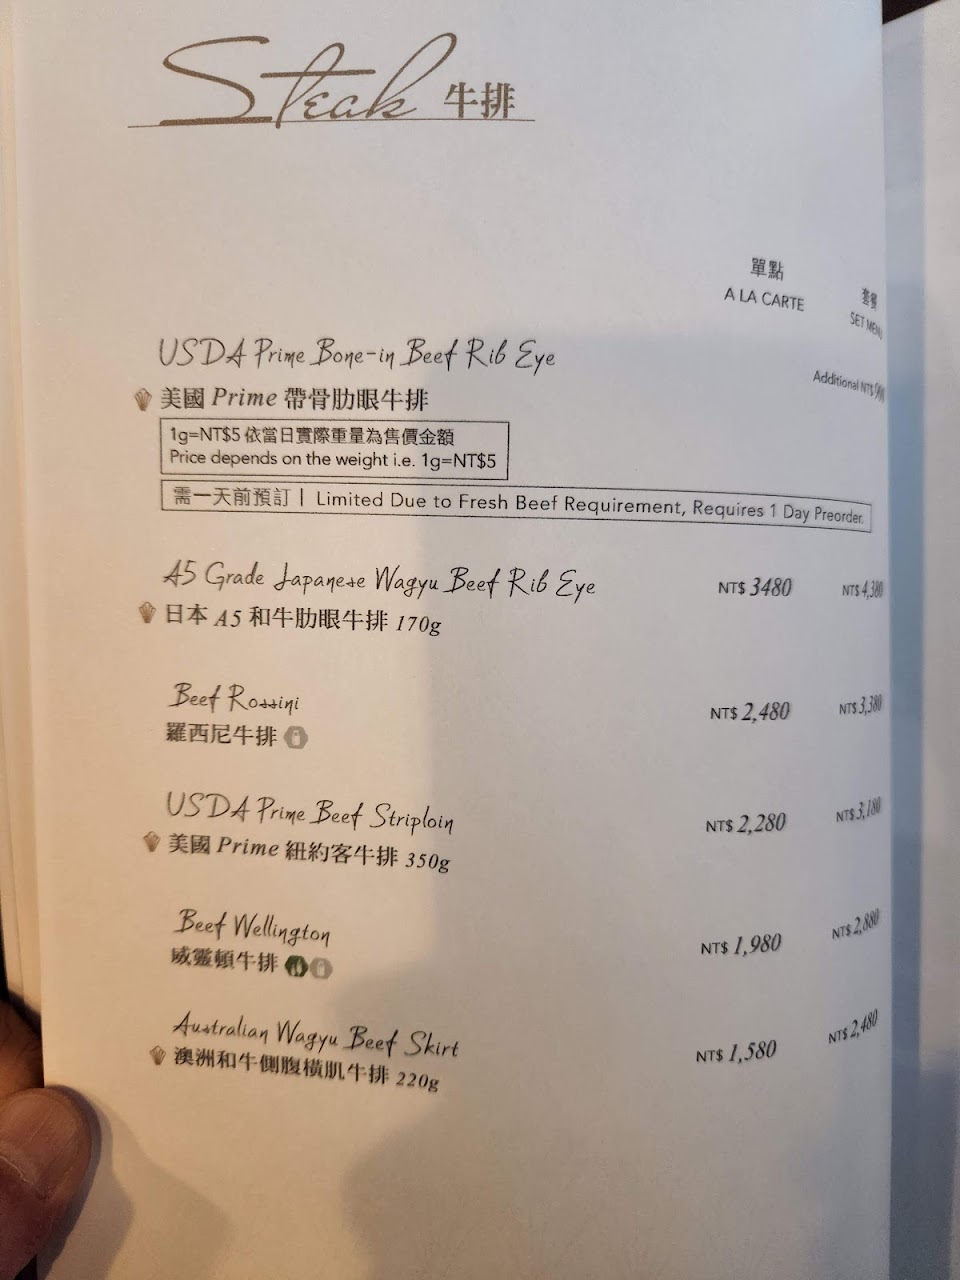 Steak 牛排
單點
A LA CARTE
套餐
SET MENU
USDA Prime Bone-in Beef Rib Eye
Additional NT$ 900
美國 Prime 帶骨肋眼牛排
1g=NT$5 依當日實際重量為售價金額
Price depends on the weight i.e. 1g=NT$5
需一天前預訂 | Limited Due to Fresh Beef Requirement, Requires 1 Day Preorder.
A5 Grade Japanese Wagyu Beef Rib Eye NT$ 3480 NT$ 4,380
日本 A5 和牛肋眼牛排 170g
Beef Rossini NT$ 2,480 NT$ 3,380
羅西尼牛排
USDA Prime Beef Striploin NT$ 2,280 NT$ 3,180
美國 Prime 紐約客牛排 350g
Beef Wellington NT$ 1,980 NT$ 2,880
威靈頓牛排
Australian Wagyu Beef Skirt NT$ 1,580 NT$ 2,480
澳洲和牛側腹橫肌牛排 220g